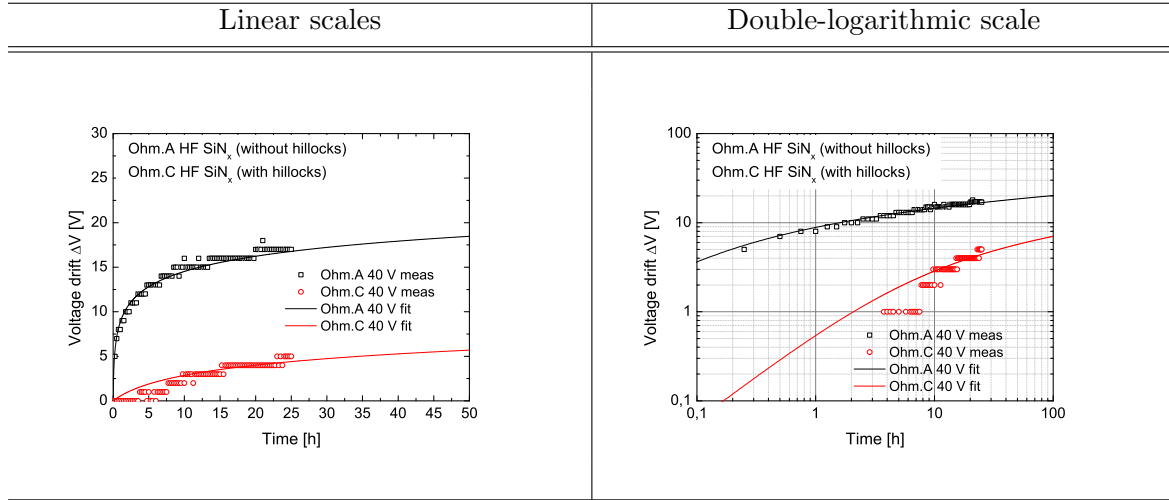 Linear scales
Double-logarithmic scale
30
25
20
15
10
5
0
0 5 10 15 20 25 30 35 40 45 50
Voltage drift ΔV [V]
Time [h]
Ohm.A HF SiNₓ (without hillocks)
Ohm.C HF SiNₓ (with hillocks)
Ohm.A 40 V meas
Ohm.C 40 V meas
Ohm.A 40 V fit
Ohm.C 40 V fit
100
10
1
0,1
0,1 1 10 100
Voltage drift ΔV [V]
Time [h]
Ohm.A HF SiNₓ (without hillocks)
Ohm.C HF SiNₓ (with hillocks)
Ohm.A 40 V meas
Ohm.C 40 V meas
Ohm.A 40 V fit
Ohm.C 40 V fit